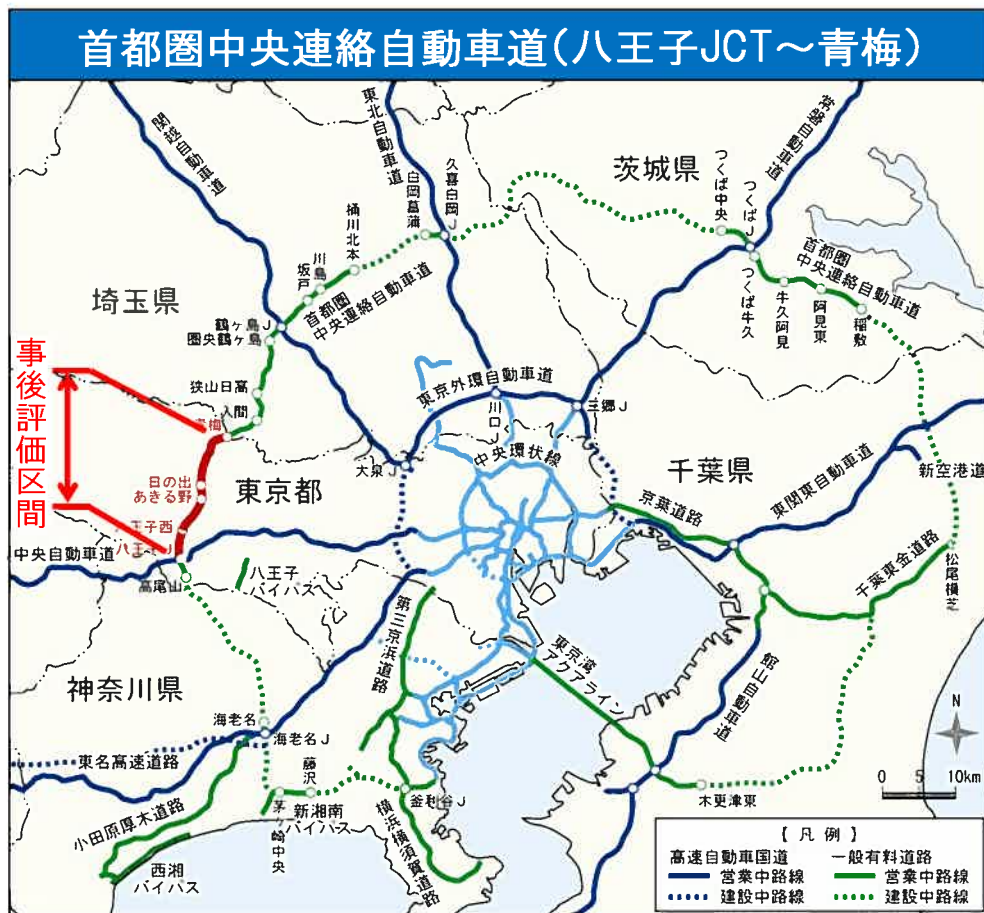 首都圏中央連絡自動車道(八王子JCT～青梅)
関越自動車道
東北自動車道
常磐自動車道
茨城県
久喜白岡J
白岡菖蒲
つくば中央
つくばJ
桶川北本
川島
坂戸
首都圏
中央連絡自動車道
首都圏
中央連絡自動車道
つくば牛久
牛久阿見
阿見東
稲敷
埼玉県
鶴ヶ島J
圏央鶴ヶ島
事後評価区間
狭山日高
入間
青梅
東京外環自動車道
川口J
三郷J
中央環状線
大泉J
千葉県
東関東自動車道
新空港道
東京都
日の出
あきる野
京葉道路
八王子西
八王子J
中央自動車道
高尾山
八王子
バイパス
千葉東金道路
松尾横芝
第三京浜道路
東京湾
アクアライン
館山自動車道
神奈川県
海老名
海老名J
東名高速道路
藤沢
茅ヶ崎中央
新湘南
バイパス
釜利谷J
横浜横須賀道路
木更津東
小田原厚木道路
西湘
バイパス
N
0 5 10km
【凡例】
高速自動車国道 一般有料道路
営業中路線 営業中路線
建設中路線 建設中路線